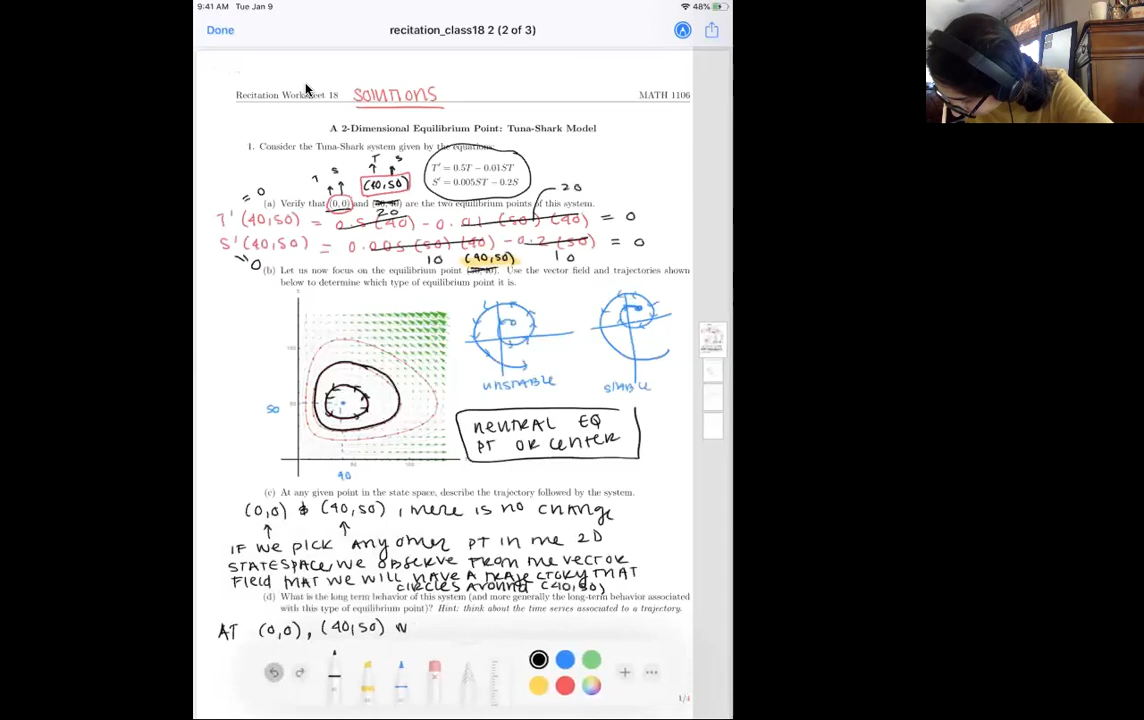 9:41 AM Tue Jan 9
48%
Done
recitation_class18 2 (2 of 3)
Recitation Worksheet 18 SOLUTIONS MATH 1106
A 2-Dimensional Equilibrium Point: Tuna-Shark Model
1. Consider the Tuna-Shark system given by the equations
T S
T' = 0.5T − 0.01ST
T S
(40,50)
S' = 0.005ST − 0.2S
= 0
20
(a) Verify that (0,0) and are the two equilibrium points of this system.
20
T'(40,50) = 0.5(40) - 0.01 (50) (40) = 0
S'(40,50) = 0.005 (50) (40) - 0.2 (50) = 0
0
10 (40,50) 10
(b) Let us now focus on the equilibrium point . Use the vector field and trajectories shown
below to determine which type of equilibrium point it is.
UNSTABLE
STABLE
50
NEUTRAL EQ
PT OR CENTER
40
(c) At any given point in the state space, describe the trajectory followed by the system.
(0,0) & (40,50), there is no change
IF WE PICK ANY OTHER PT IN THE 2D
STATESPACE, WE OBSERVE FROM THE VECTOR
FIELD THAT WE WILL HAVE A TRAJECTORY THAT
CIRCLES AROUND (40,50)
(d) What is the long term behavior of this system (and more generally the long-term behavior associated
with this type of equilibrium point)? Hint: think about the time series associated to a trajectory.
AT (0,0), (40,50) N
1/4